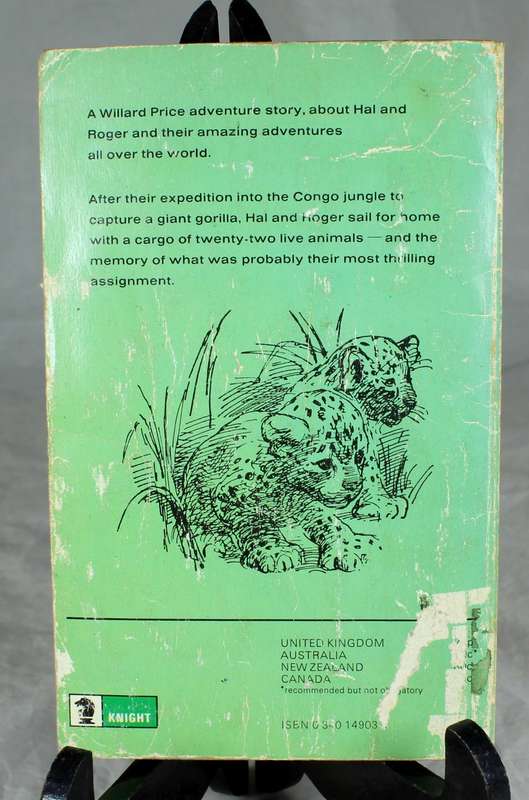 A Willard Price adventure story, about Hal and
Roger and their amazing adventures
all over the world.
After their expedition into the Congo jungle to
capture a giant gorilla, Hal and Roger sail for home
with a cargo of twenty-two live animals — and the
memory of what was probably their most thrilling
assignment.
UNITED KINGDOM
AUSTRALIA
NEW ZEALAND
CANADA
*recommended but not obligatory
KNIGHT
ISBN 0 340 14903